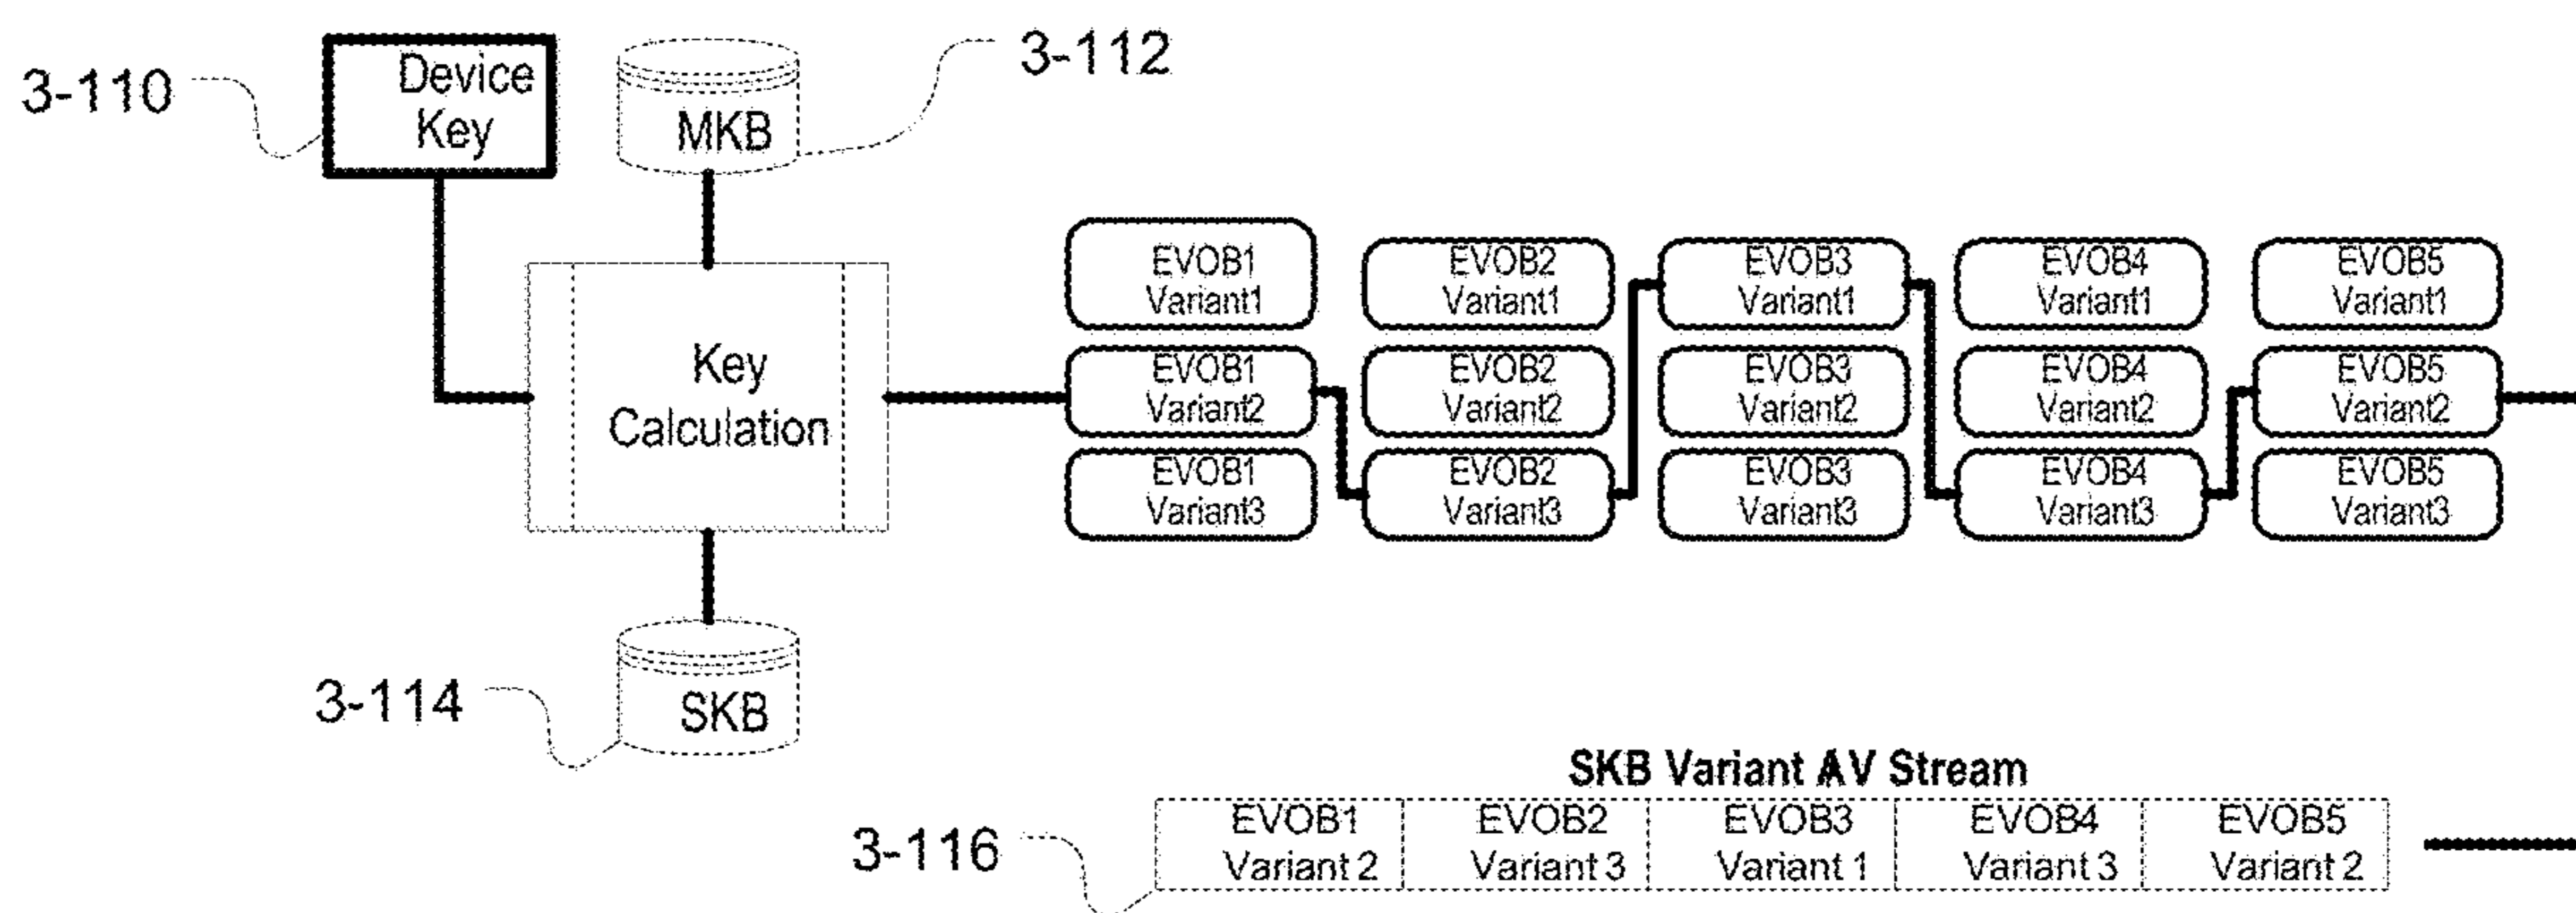 3-110
Device
Key
MKB
3-112
Key
Calculation
SKB
3-114
EVOB1
Variant1
EVOB2
Variant1
EVOB3
Variant1
EVOB4
Variant1
EVOB5
Variant1
EVOB1
Variant2
EVOB2
Variant2
EVOB3
Variant2
EVOB4
Variant2
EVOB5
Variant2
EVOB1
Variant3
EVOB2
Variant3
EVOB3
Variant3
EVOB4
Variant3
EVOB5
Variant3
SKB Variant AV Stream
3-116
EVOB1
Variant 2
EVOB2
Variant 3
EVOB3
Variant 1
EVOB4
Variant 3
EVOB5
Variant 2